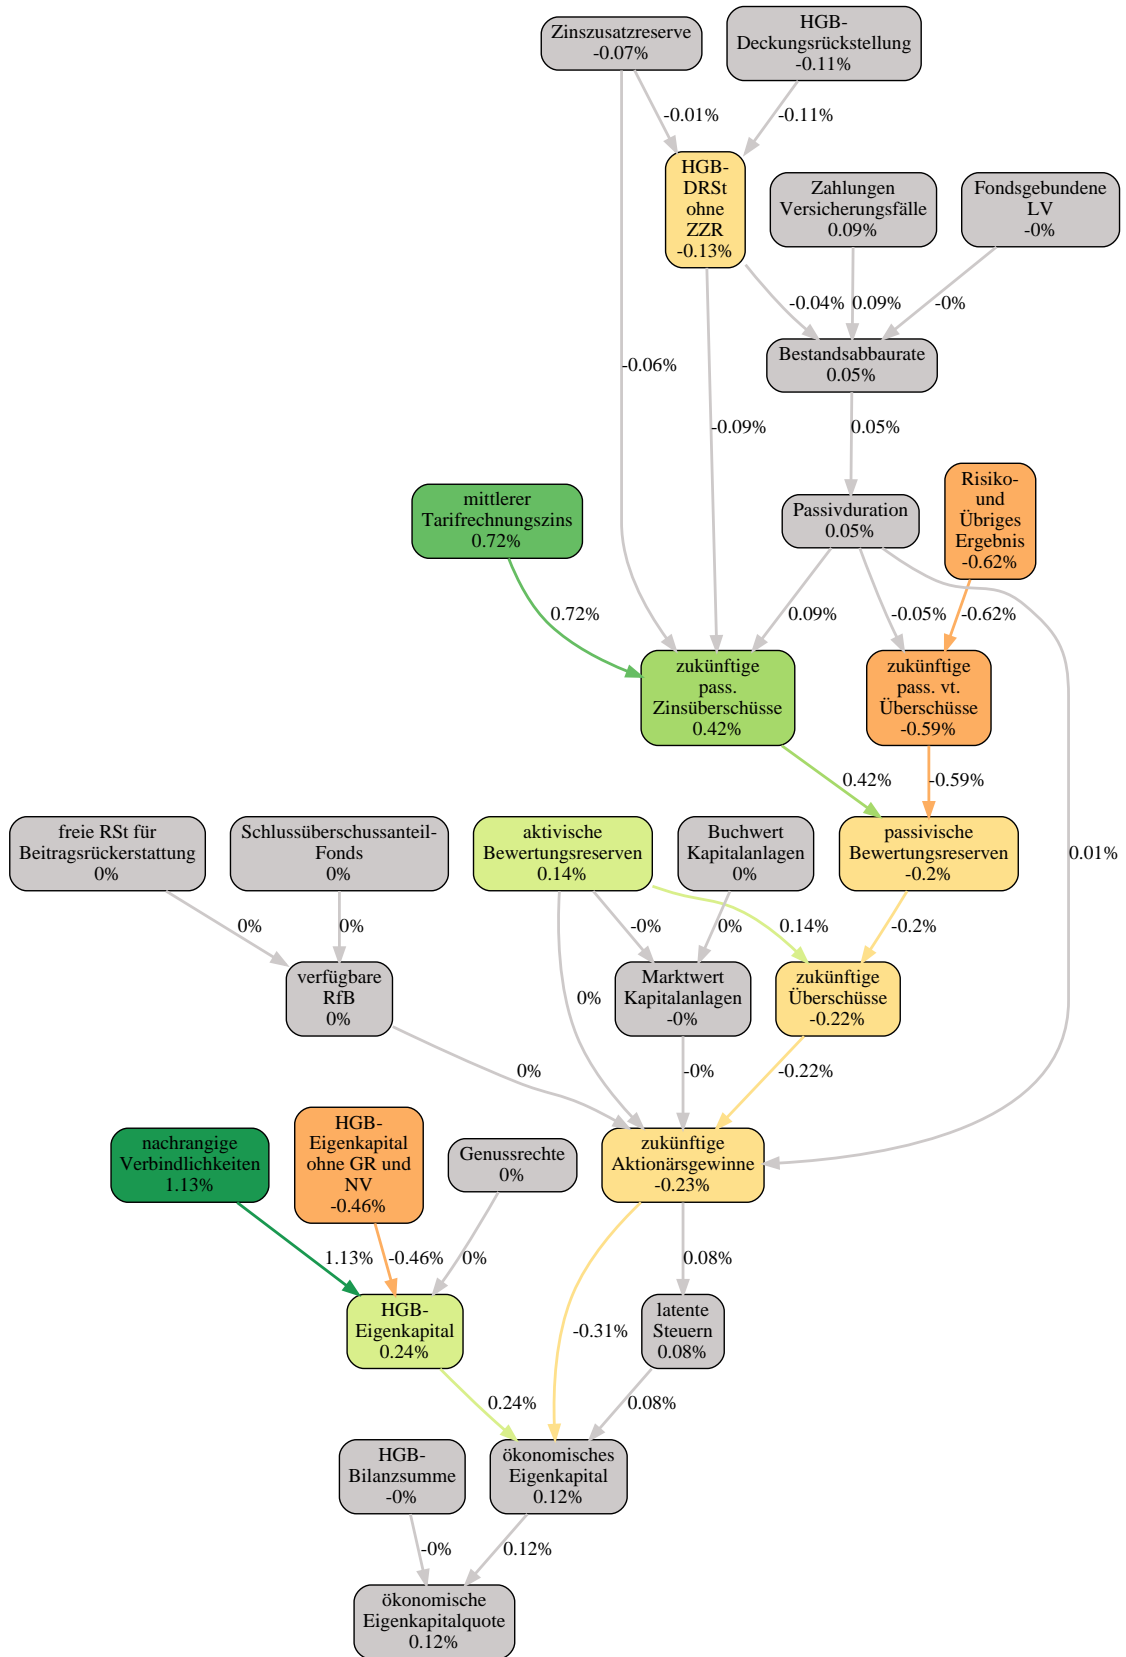 Zinszusatzreserve
-0.07%
HGB-
Deckungsrückstellung
-0.11%
-0.01%
-0.11%
HGB-
DRSt
ohne
ZZR
-0.13%
Zahlungen
Versicherungsfälle
0.09%
Fondsgebundene
LV
-0%
-0.04%
0.09%
-0%
Bestandsabbaurate
0.05%
-0.06%
-0.09%
0.05%
mittlerer
Tarifrechnungszins
0.72%
Passivduration
0.05%
Risiko-
und
Übriges
Ergebnis
-0.62%
0.72%
0.09%
-0.05%
-0.62%
zukünftige
pass.
Zinsüberschüsse
0.42%
zukünftige
pass. vt.
Überschüsse
-0.59%
0.42%
-0.59%
freie RSt für
Beitragsrückerstattung
0%
Schlussüberschussanteil-
Fonds
0%
aktivische
Bewertungsreserven
0.14%
Buchwert
Kapitalanlagen
0%
passivische
Bewertungsreserven
-0.2%
0.01%
0%
0%
-0%
0%
0.14%
-0.2%
verfügbare
RfB
0%
0%
Marktwert
Kapitalanlagen
-0%
zukünftige
Überschüsse
-0.22%
0%
-0%
-0.22%
nachrangige
Verbindlichkeiten
1.13%
HGB-
Eigenkapital
ohne GR und
NV
-0.46%
Genussrechte
0%
zukünftige
Aktionärsgewinne
-0.23%
1.13%
-0.46%
0%
0.08%
HGB-
Eigenkapital
0.24%
-0.31%
latente
Steuern
0.08%
0.24%
0.08%
HGB-
Bilanzsumme
-0%
ökonomisches
Eigenkapital
0.12%
-0%
0.12%
ökonomische
Eigenkapitalquote
0.12%